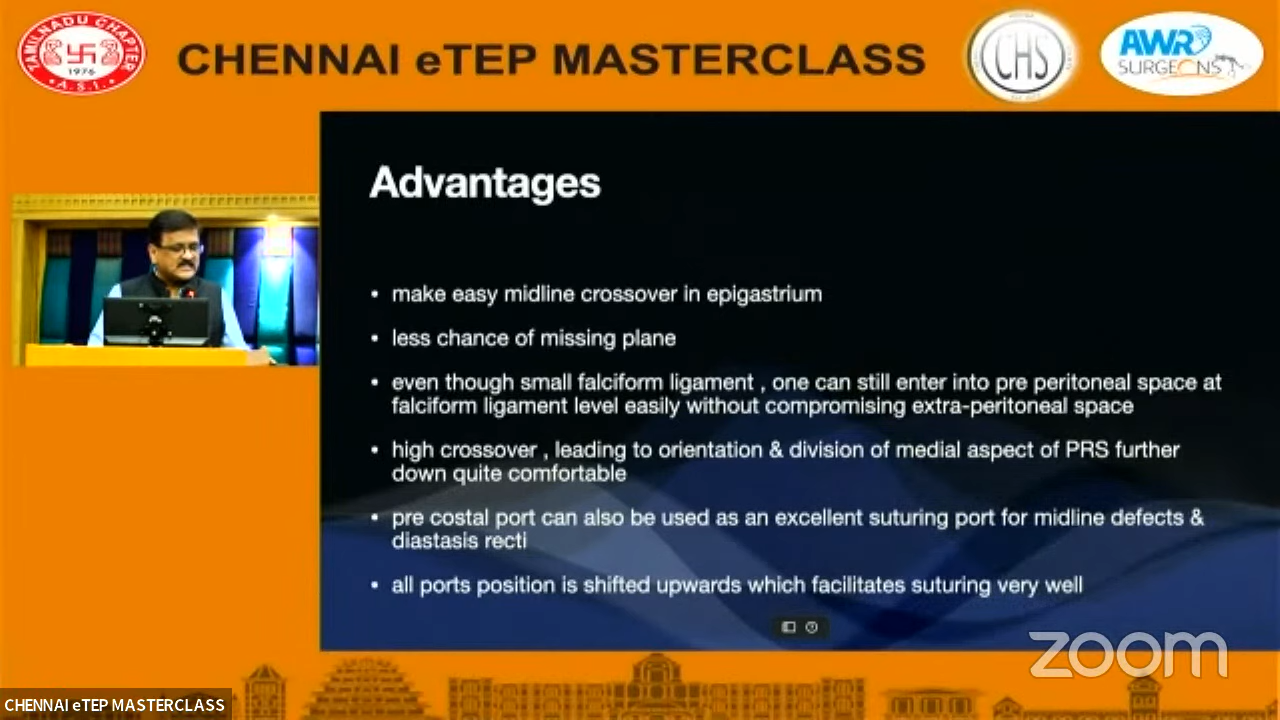 TAMILNADU CHAPTER
1976
A.S.I.
CHENNAI eTEP MASTERCLASS
CHS
AWR
SURGEONS
Advantages
• make easy midline crossover in epigastrium
• less chance of missing plane
• even though small falciform ligament , one can still enter into pre peritoneal space at
falciform ligament level easily without compromising extra-peritoneal space
• high crossover , leading to orientation & division of medial aspect of PRS further
down quite comfortable
• pre costal port can also be used as an excellent suturing port for midline defects &
diastasis recti
• all ports position is shifted upwards which facilitates suturing very well
zoom
CHENNAI eTEP MASTERCLASS